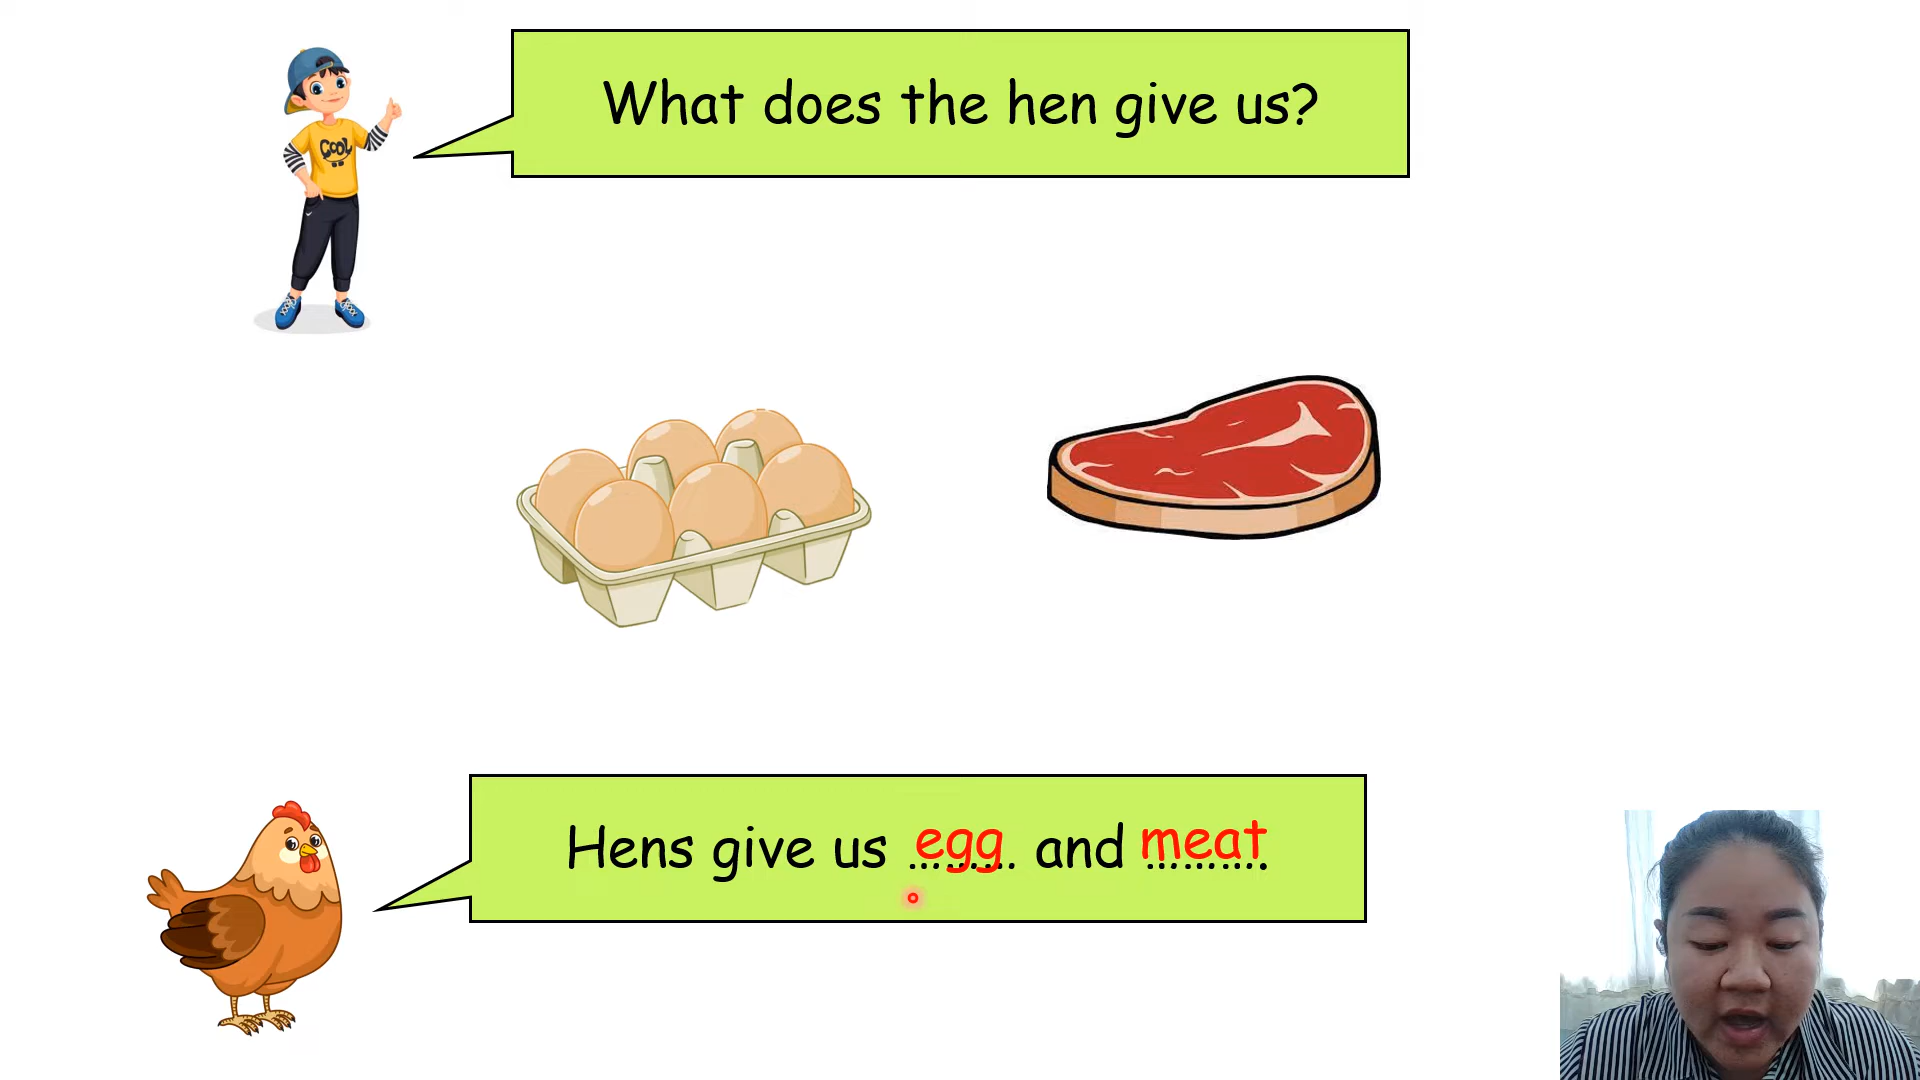 What does the hen give us?
COOL
Hens give us ...egg... and ...meat...